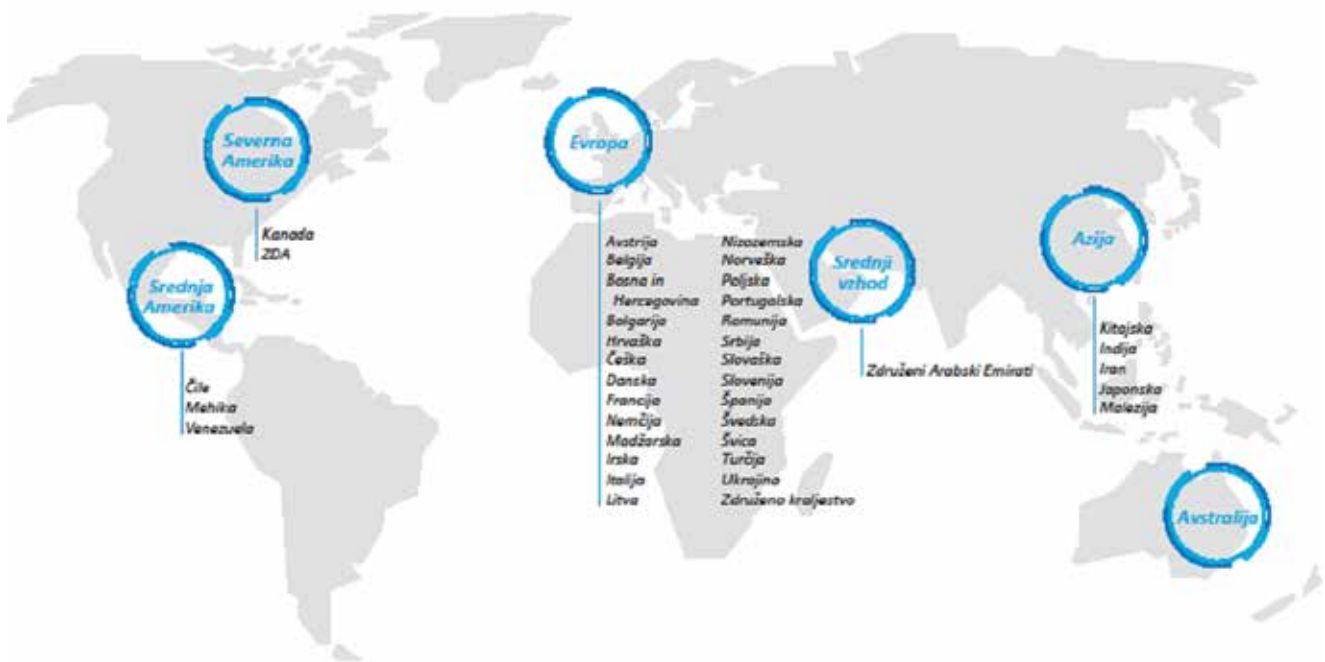 Severna
Amerika
Kanada
ZDA
Srednja
Amerika
Čile
Mehika
Venezuela
Evropa
Avstrija
Belgija
Bosna in
Hercegovina
Bolgarija
Hrvaška
Češka
Danska
Francija
Nemčija
Madžarska
Irska
Italija
Litva
Nizozemska
Norveška
Poljska
Portugalska
Romunija
Srbija
Slovaška
Slovenija
Španija
Švedska
Švica
Turčija
Ukrajina
Združeno kraljestvo
Srednji
vzhod
Združeni Arabski Emirati
Azija
Kitajska
Indija
Iran
Japonska
Malezija
Avstralija